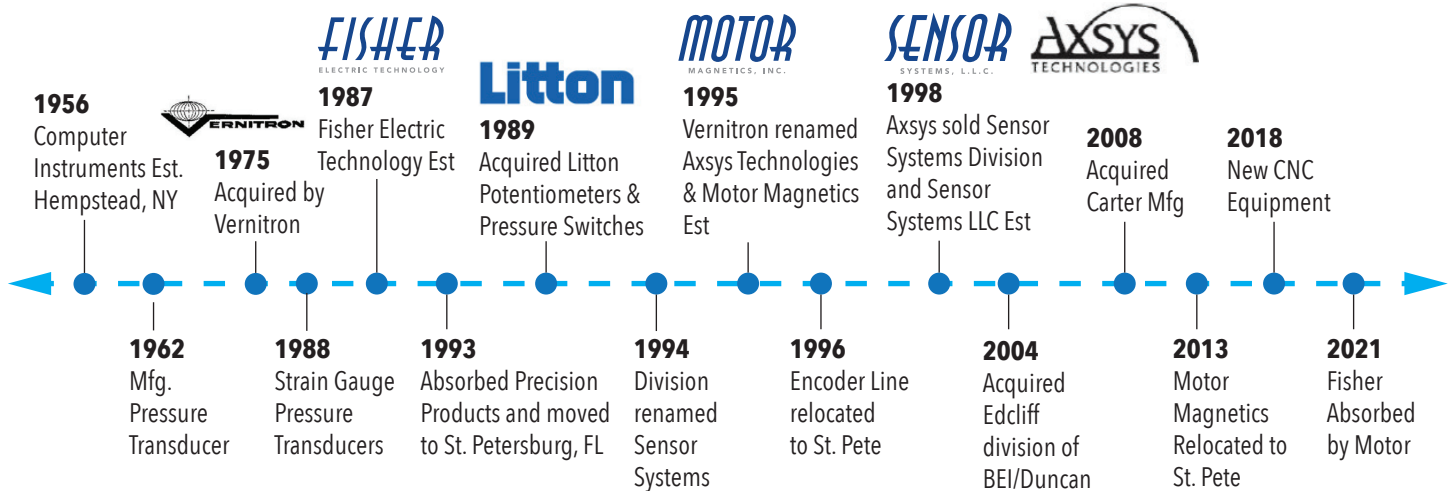 FISHER
ELECTRIC TECHNOLOGY
MOTOR
MAGNETICS, INC.
SENSOR
SYSTEMS, L.L.C.
AXSYS
TECHNOLOGIES
Litton
VERNITRON
1956
Computer
Instruments Est.
Hempstead, NY
1975
Acquired by
Vernitron
1987
Fisher Electric
Technology Est
1989
Acquired Litton
Potentiometers &
Pressure Switches
1995
Vernitron renamed
Axsys Technologies
& Motor Magnetics
Est
1998
Axsys sold Sensor
Systems Division
and Sensor
Systems LLC Est
2008
Acquired
Carter Mfg
2018
New CNC
Equipment
1962
Mfg.
Pressure
Transducer
1988
Strain Gauge
Pressure
Transducers
1993
Absorbed Precision
Products and moved
to St. Petersburg, FL
1994
Division
renamed
Sensor
Systems
1996
Encoder Line
relocated
to St. Pete
2004
Acquired
Edcliff
division of
BEI/Duncan
2013
Motor
Magnetics
Relocated to
St. Pete
2021
Fisher
Absorbed
by Motor